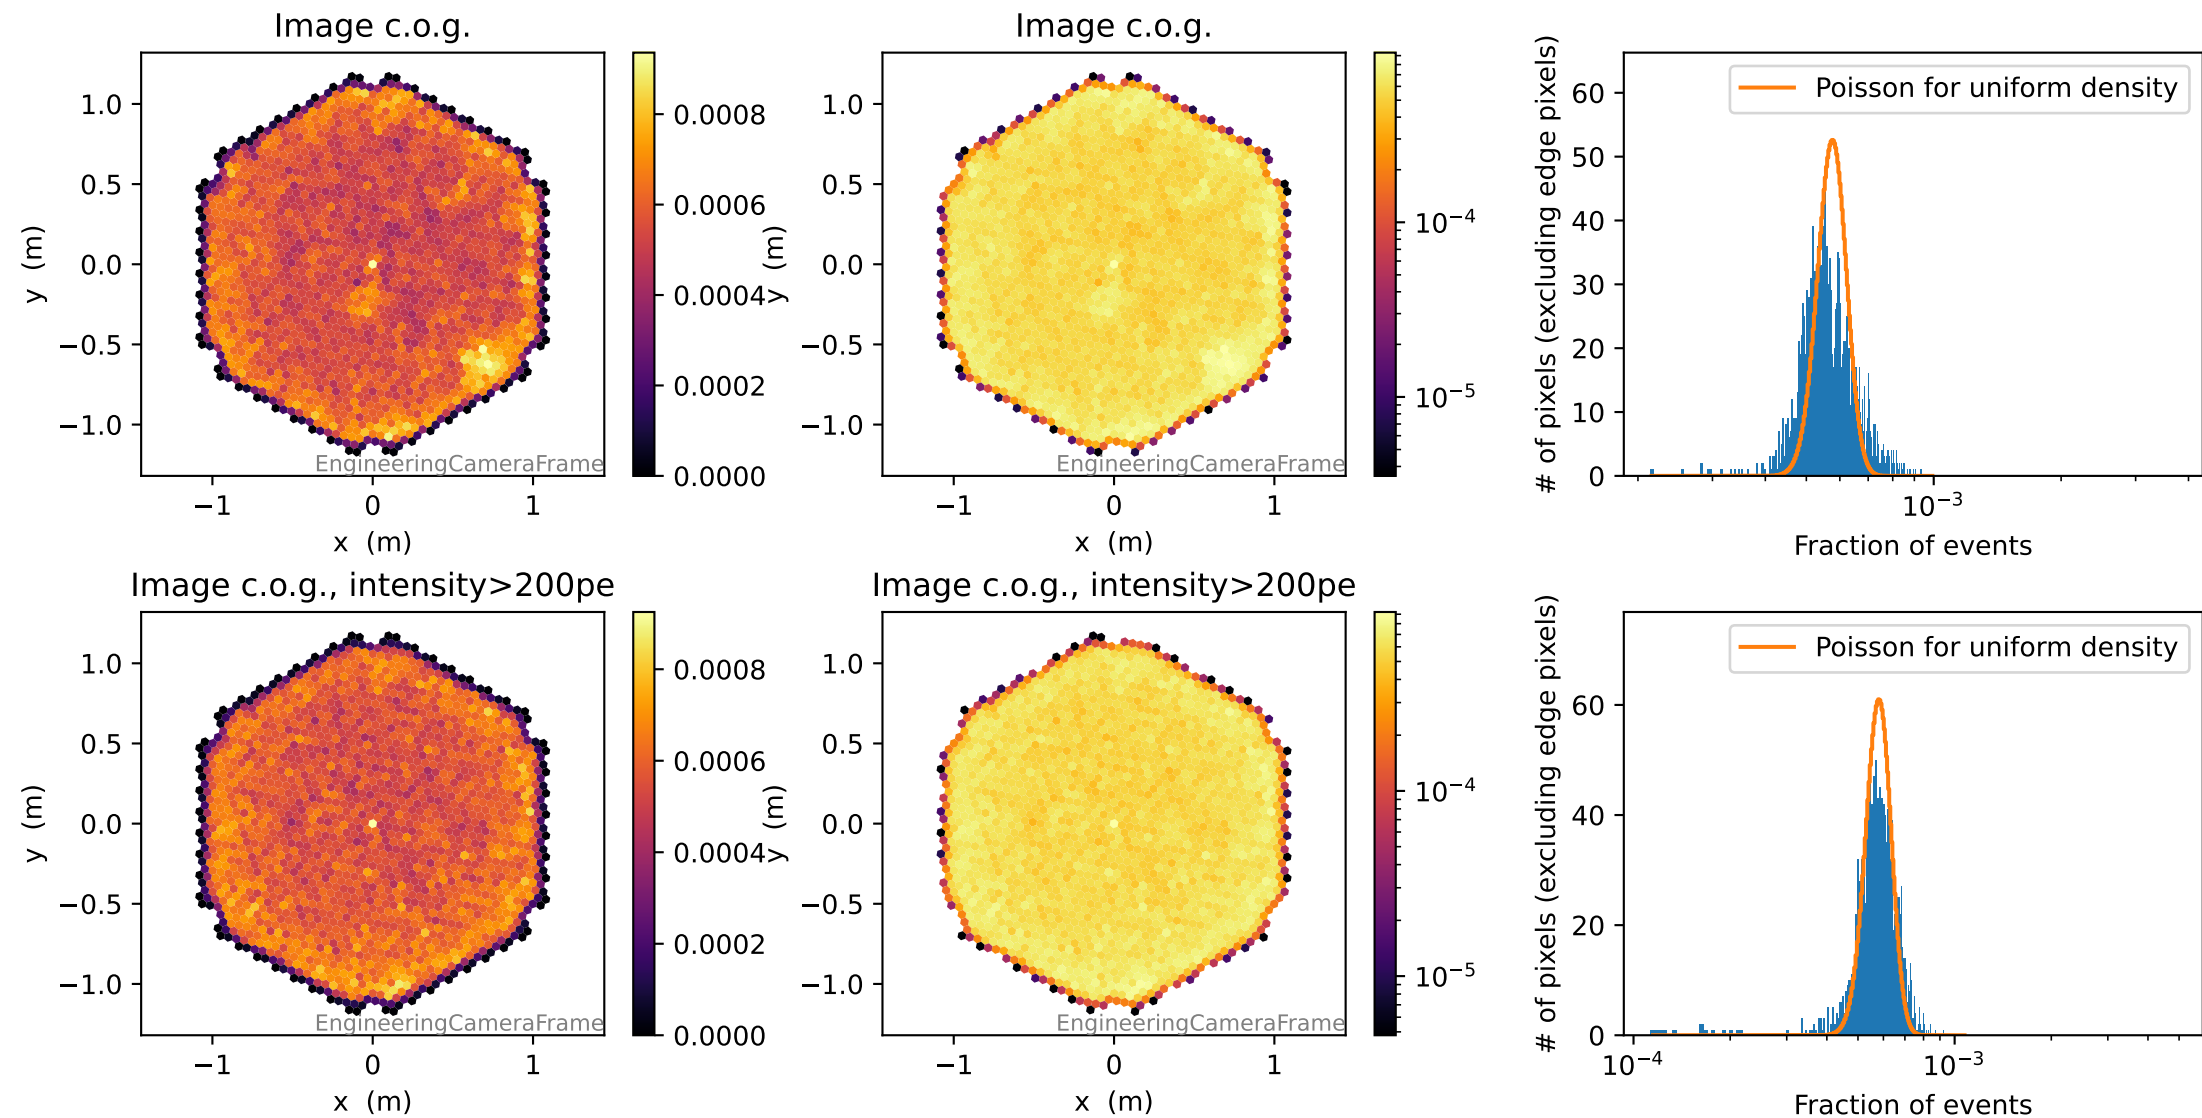 Image c.o.g.
1.0
0.5
0.0
−0.5
−1.0
y (m)
−1
0
1
x (m)
EngineeringCameraFrame
0.0008
0.0006
0.0004
0.0002
0.0000
Image c.o.g.
1.0
0.5
0.0
−0.5
−1.0
y (m)
−1
0
1
x (m)
EngineeringCameraFrame
10⁻⁴
10⁻⁵
# of pixels (excluding edge pixels)
60
50
40
30
20
10
0
Poisson for uniform density
10⁻³
Fraction of events
Image c.o.g., intensity>200pe
1.0
0.5
0.0
−0.5
−1.0
y (m)
−1
0
1
x (m)
EngineeringCameraFrame
0.0008
0.0006
0.0004
0.0002
0.0000
Image c.o.g., intensity>200pe
1.0
0.5
0.0
−0.5
−1.0
y (m)
−1
0
1
x (m)
EngineeringCameraFrame
10⁻⁴
10⁻⁵
# of pixels (excluding edge pixels)
60
40
20
0
Poisson for uniform density
10⁻⁴
10⁻³
Fraction of events